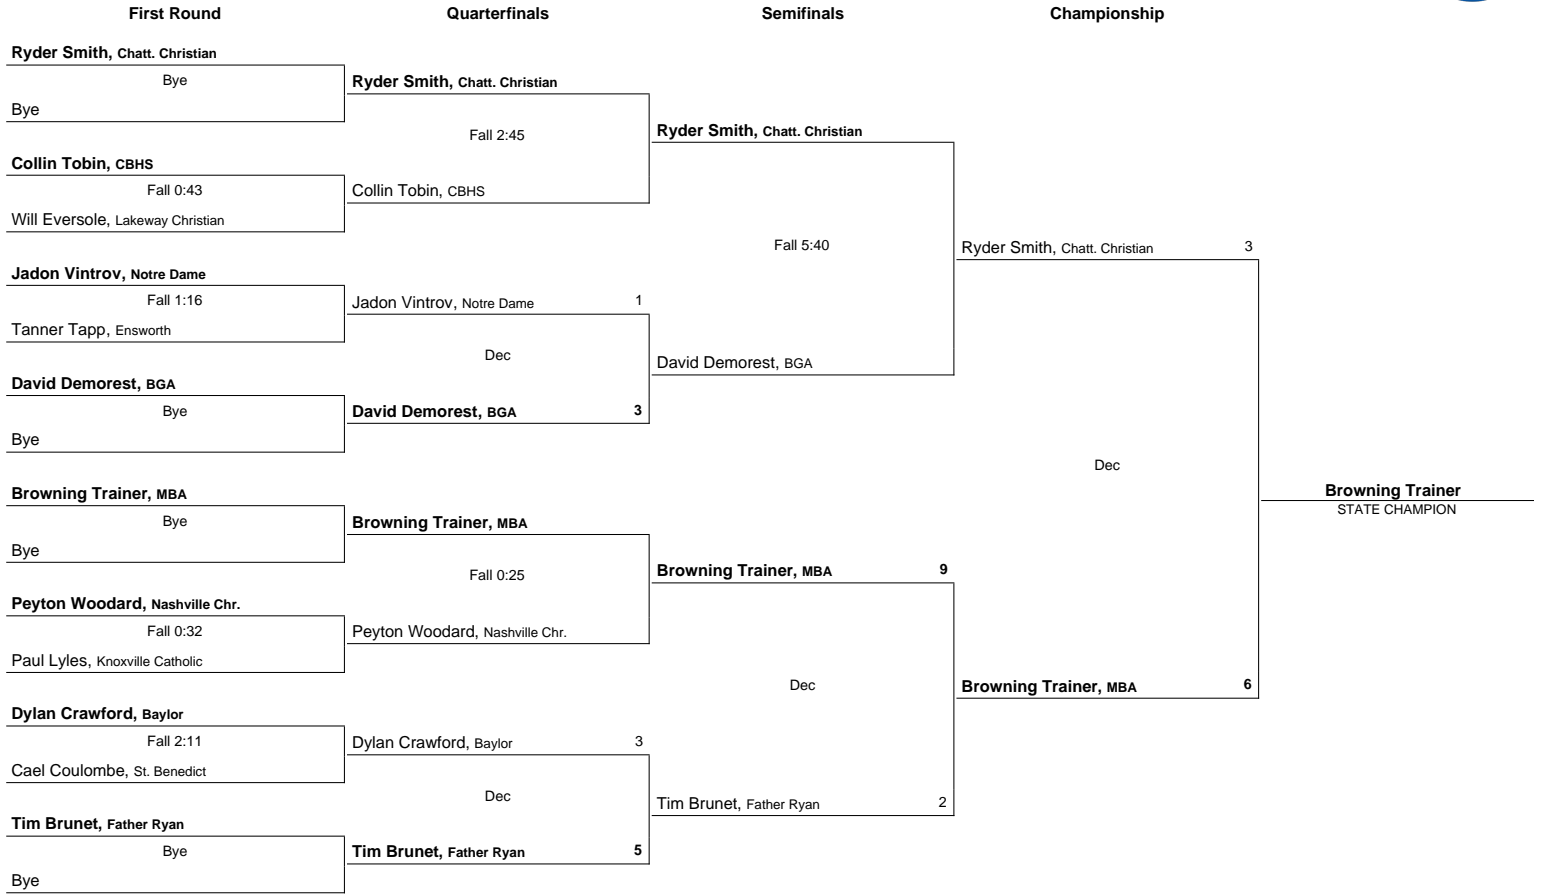 First Round
Quarterfinals
Semifinals
Championship
Ryder Smith, Chatt. Christian
Bye
Bye
Collin Tobin, CBHS
Fall 0:43
Will Eversole, Lakeway Christian
Jadon Vintrov, Notre Dame
Fall 1:16
Tanner Tapp, Ensworth
David Demorest, BGA
Bye
Bye
Browning Trainer, MBA
Bye
Bye
Peyton Woodard, Nashville Chr.
Fall 0:32
Paul Lyles, Knoxville Catholic
Dylan Crawford, Baylor
Fall 2:11
Cael Coulombe, St. Benedict
Tim Brunet, Father Ryan
Bye
Bye
Ryder Smith, Chatt. Christian
Fall 2:45
Collin Tobin, CBHS
Jadon Vintrov, Notre Dame 1
Dec
David Demorest, BGA 3
Browning Trainer, MBA
Fall 0:25
Peyton Woodard, Nashville Chr.
Dylan Crawford, Baylor 3
Dec
Tim Brunet, Father Ryan 5
Ryder Smith, Chatt. Christian
Fall 5:40
David Demorest, BGA
Browning Trainer, MBA 9
Dec
Tim Brunet, Father Ryan 2
Ryder Smith, Chatt. Christian 3
Dec
Browning Trainer, MBA 6
Browning Trainer
STATE CHAMPION